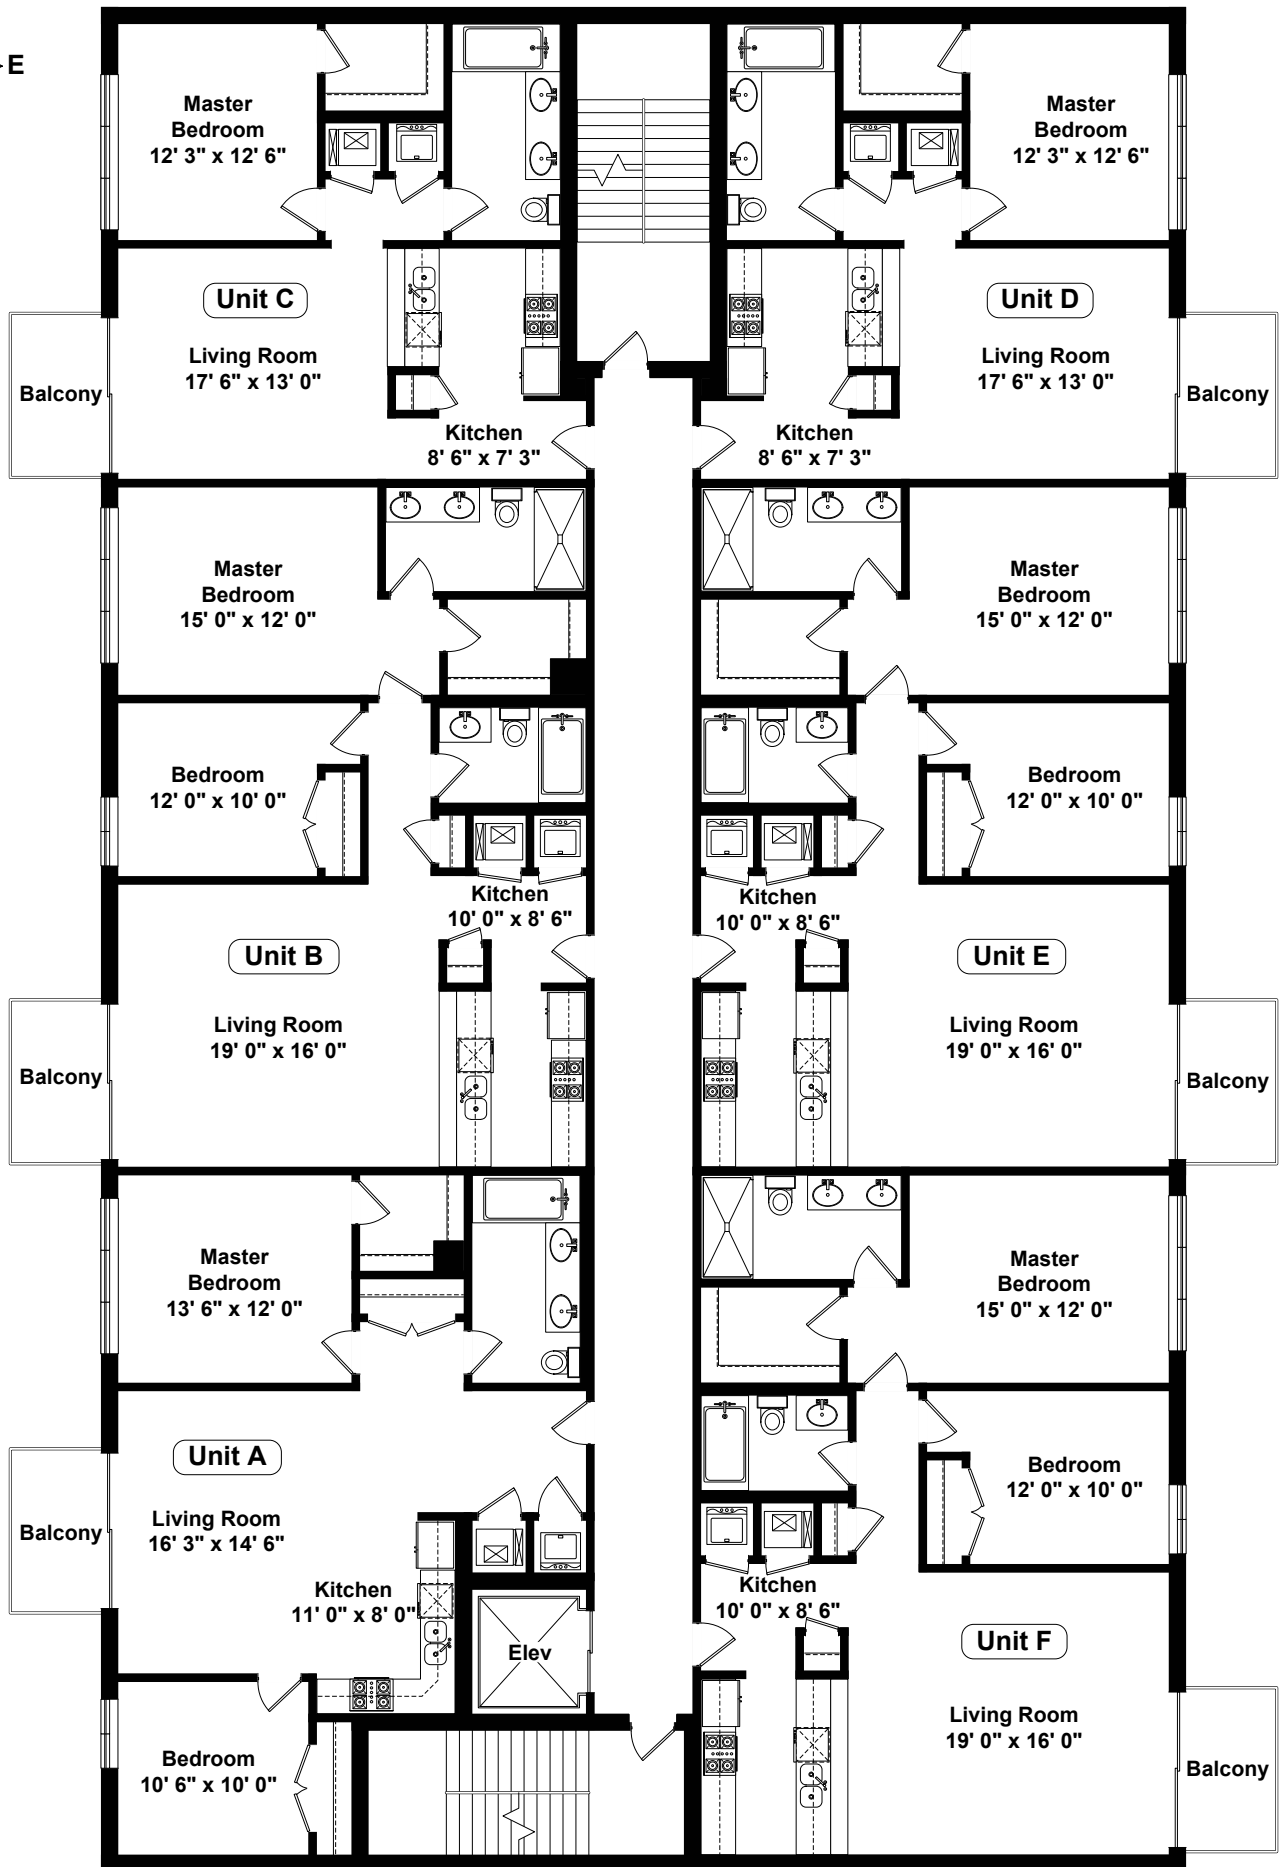 E
Master
Bedroom
12' 3" x 12' 6"
Master
Bedroom
12' 3" x 12' 6"
Unit C
Living Room
17' 6" x 13' 0"
Balcony
Kitchen
8' 6" x 7' 3"
Unit D
Living Room
17' 6" x 13' 0"
Balcony
Kitchen
8' 6" x 7' 3"
Master
Bedroom
15' 0" x 12' 0"
Master
Bedroom
15' 0" x 12' 0"
Bedroom
12' 0" x 10' 0"
Bedroom
12' 0" x 10' 0"
Kitchen
10' 0" x 8' 6"
Kitchen
10' 0" x 8' 6"
Unit B
Living Room
19' 0" x 16' 0"
Balcony
Unit E
Living Room
19' 0" x 16' 0"
Balcony
Master
Bedroom
13' 6" x 12' 0"
Master
Bedroom
15' 0" x 12' 0"
Unit A
Living Room
16' 3" x 14' 6"
Balcony
Bedroom
12' 0" x 10' 0"
Kitchen
11' 0" x 8' 0"
Kitchen
10' 0" x 8' 6"
Elev
Unit F
Living Room
19' 0" x 16' 0"
Balcony
Bedroom
10' 6" x 10' 0"